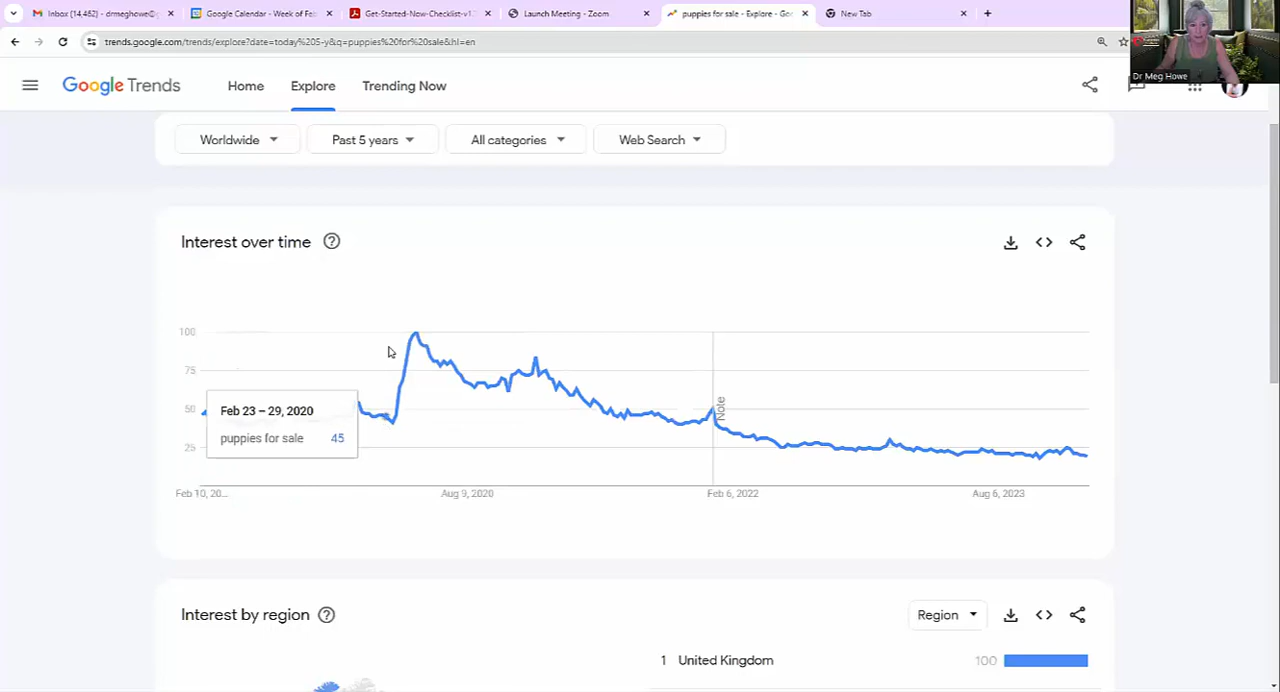 Inbox (14,462) - drmeghowe@g
Google Calendar - Week of Feb
Get-Started-Now-Checklist-v1.
Launch Meeting - Zoom
puppies for sale - Explore - Goo
New Tab
trends.google.com/trends/explore?date=today%205-y&q=puppies%20for%20sale&hl=en
Dr Meg Howe
Google Trends
Home
Explore
Trending Now
Worldwide
Past 5 years
All categories
Web Search
Interest over time
100
75
50
25
Note
Feb 23 – 29, 2020
puppies for sale 45
Feb 10, 20...
Aug 9, 2020
Feb 6, 2022
Aug 6, 2023
Interest by region
Region
1 United Kingdom 100